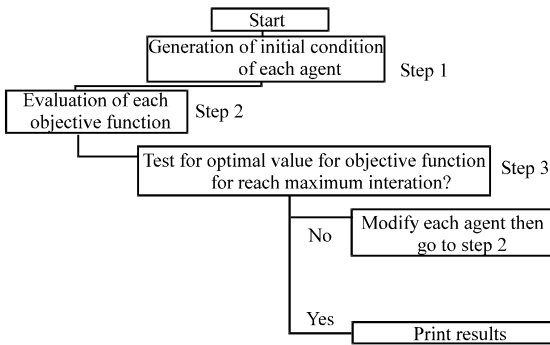 Start
Generation of initial condition
of each agent
Step 1
Evaluation of each
objective function
Step 2
Test for optimal value for objective function
for reach maximum interation?
Step 3
No
Modify each agent then
go to step 2
Yes
Print results